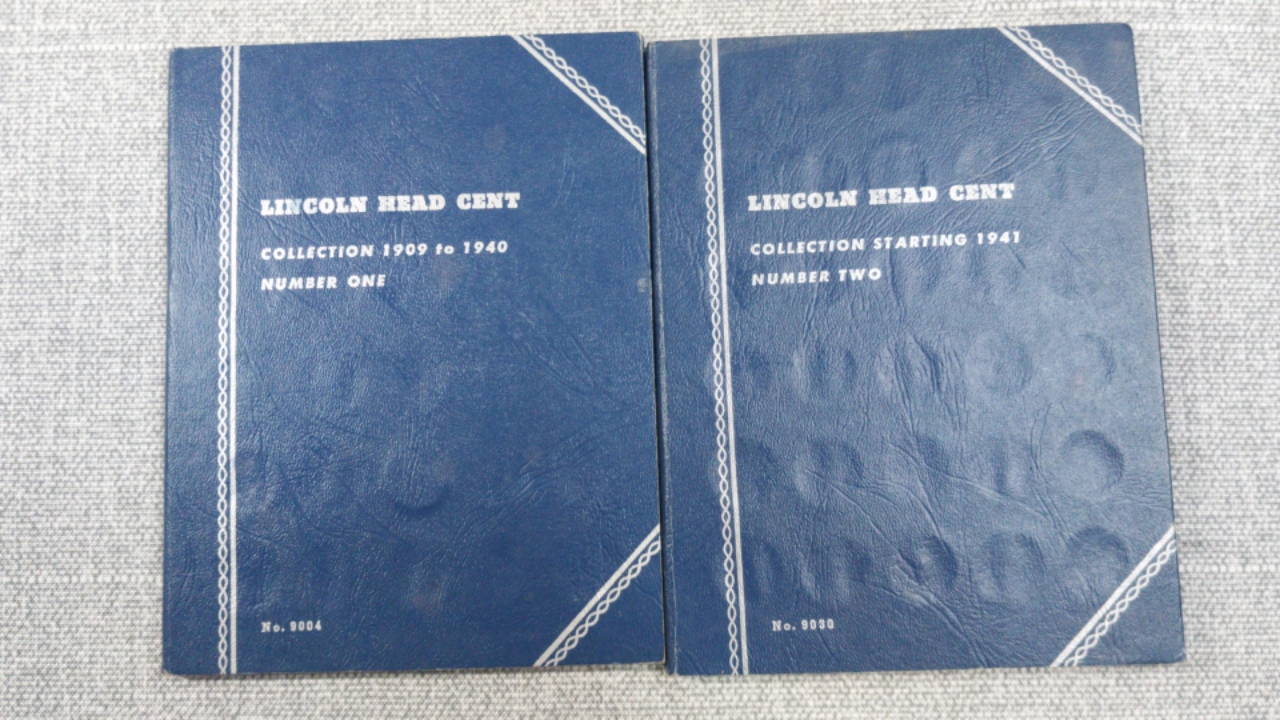 LINCOLN HEAD CENT
COLLECTION 1909 to 1940
NUMBER ONE
No. 9004
LINCOLN HEAD CENT
COLLECTION STARTING 1941
NUMBER TWO
No. 9030